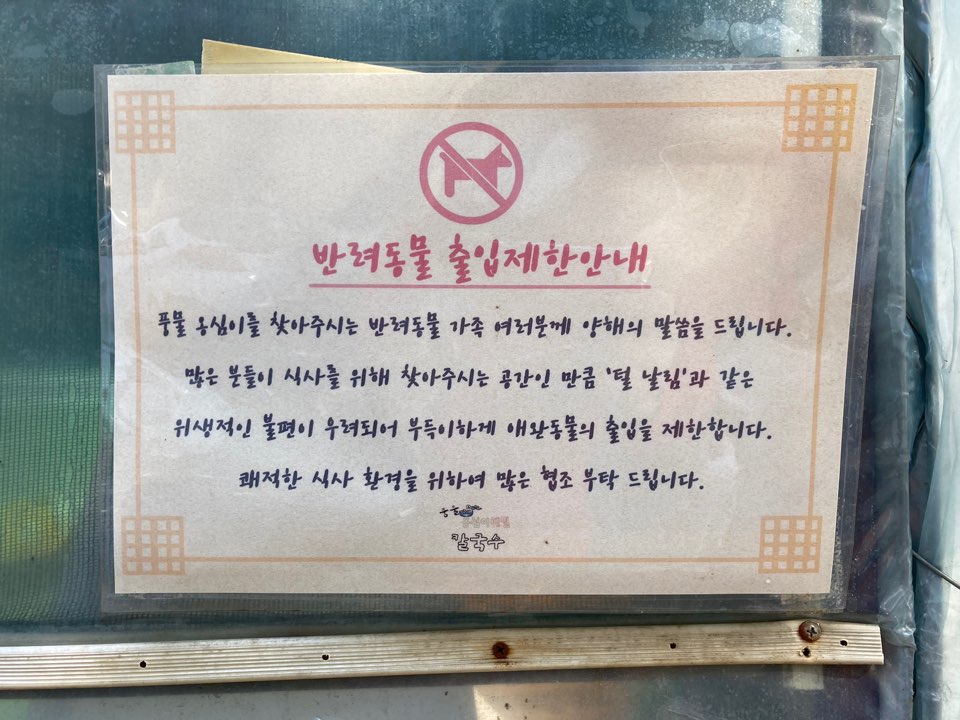 반려동물 출입제한안내
풍물 옹심이를 찾아주시는 반려동물 가족 여러분께 양해의 말씀을 드립니다.
많은 분들이 식사를 위해 찾아주시는 공간인 만큼 '털 날림'과 같은
위생적인 불편이 우려되어 부득이하게 애완동물의 출입을 제한합니다.
쾌적한 식사 환경을 위하여 많은 협조 부탁 드립니다.
칼국수